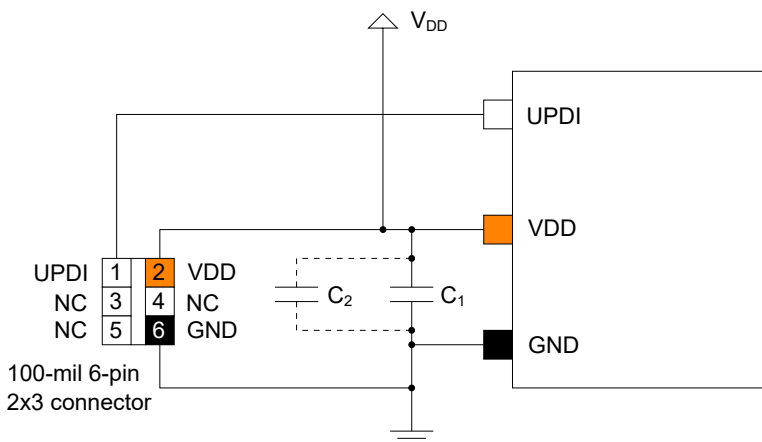 V_DD
UPDI
VDD
UPDI 1 2 VDD
NC 3 4 NC
NC 5 6 GND
C₂
C₁
GND
100-mil 6-pin
2x3 connector